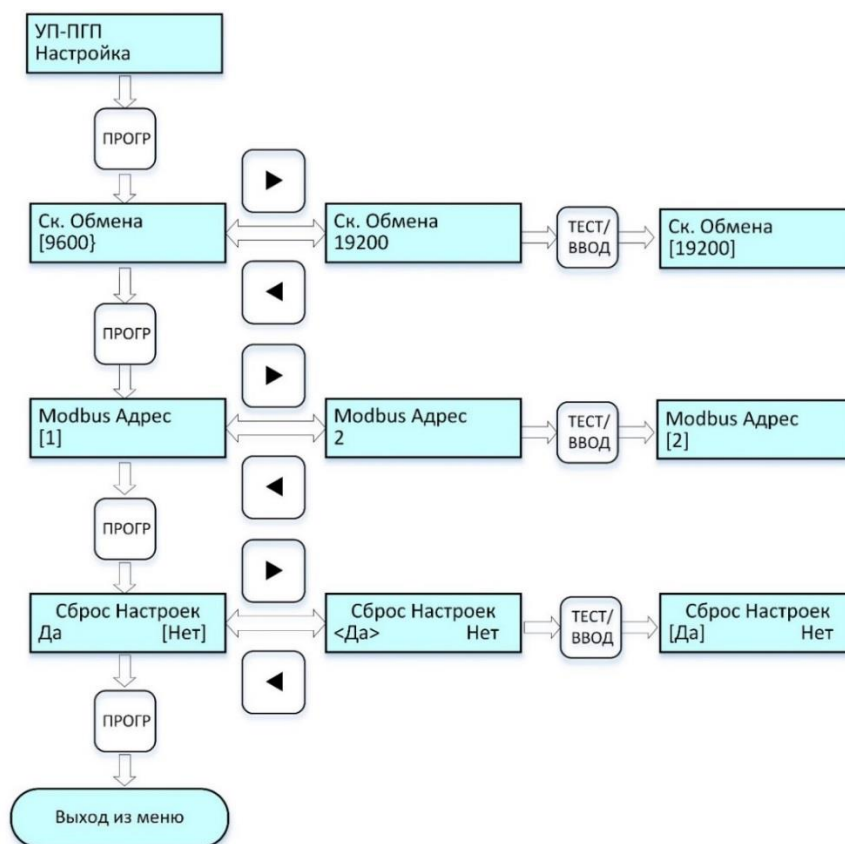 УП-ПГП
Настройка
ПРОГР
Ск. Обмена
[9600}
Ск. Обмена
19200
ТЕСТ/
ВВОД
Ск. Обмена
[19200]
ПРОГР
Modbus Адрес
[1]
Modbus Адрес
2
ТЕСТ/
ВВОД
Modbus Адрес
[2]
ПРОГР
Сброс Настроек
Да [Нет]
Сброс Настроек
<Да> Нет
ТЕСТ/
ВВОД
Сброс Настроек
[Да] Нет
ПРОГР
Выход из меню